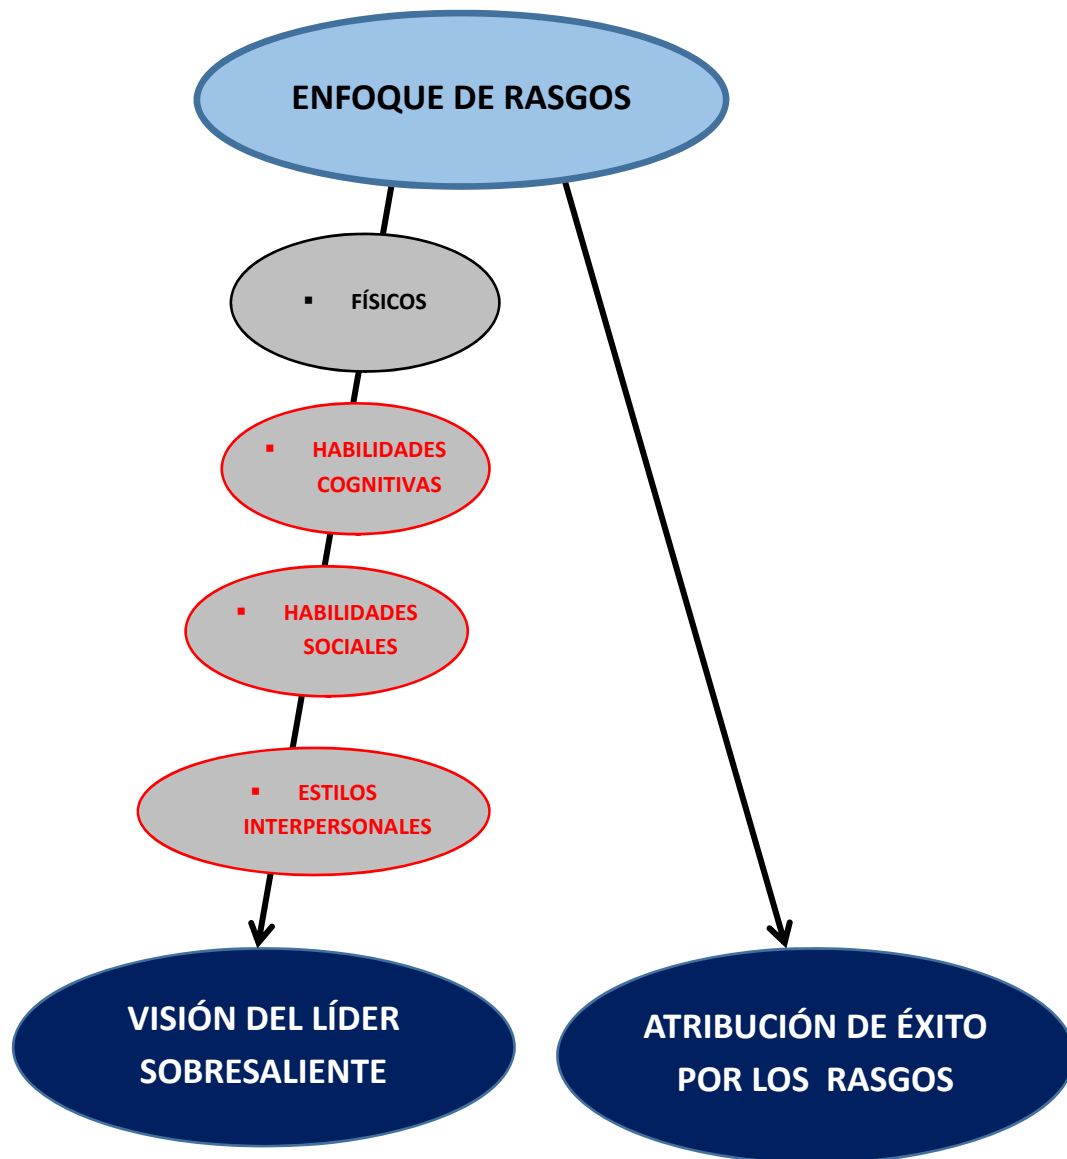 ENFOQUE DE RASGOS
▪ FÍSICOS
▪ HABILIDADES
COGNITIVAS
▪ HABILIDADES
SOCIALES
▪ ESTILOS
INTERPERSONALES
VISIÓN DEL LÍDER
SOBRESALIENTE
ATRIBUCIÓN DE ÉXITO
POR LOS RASGOS